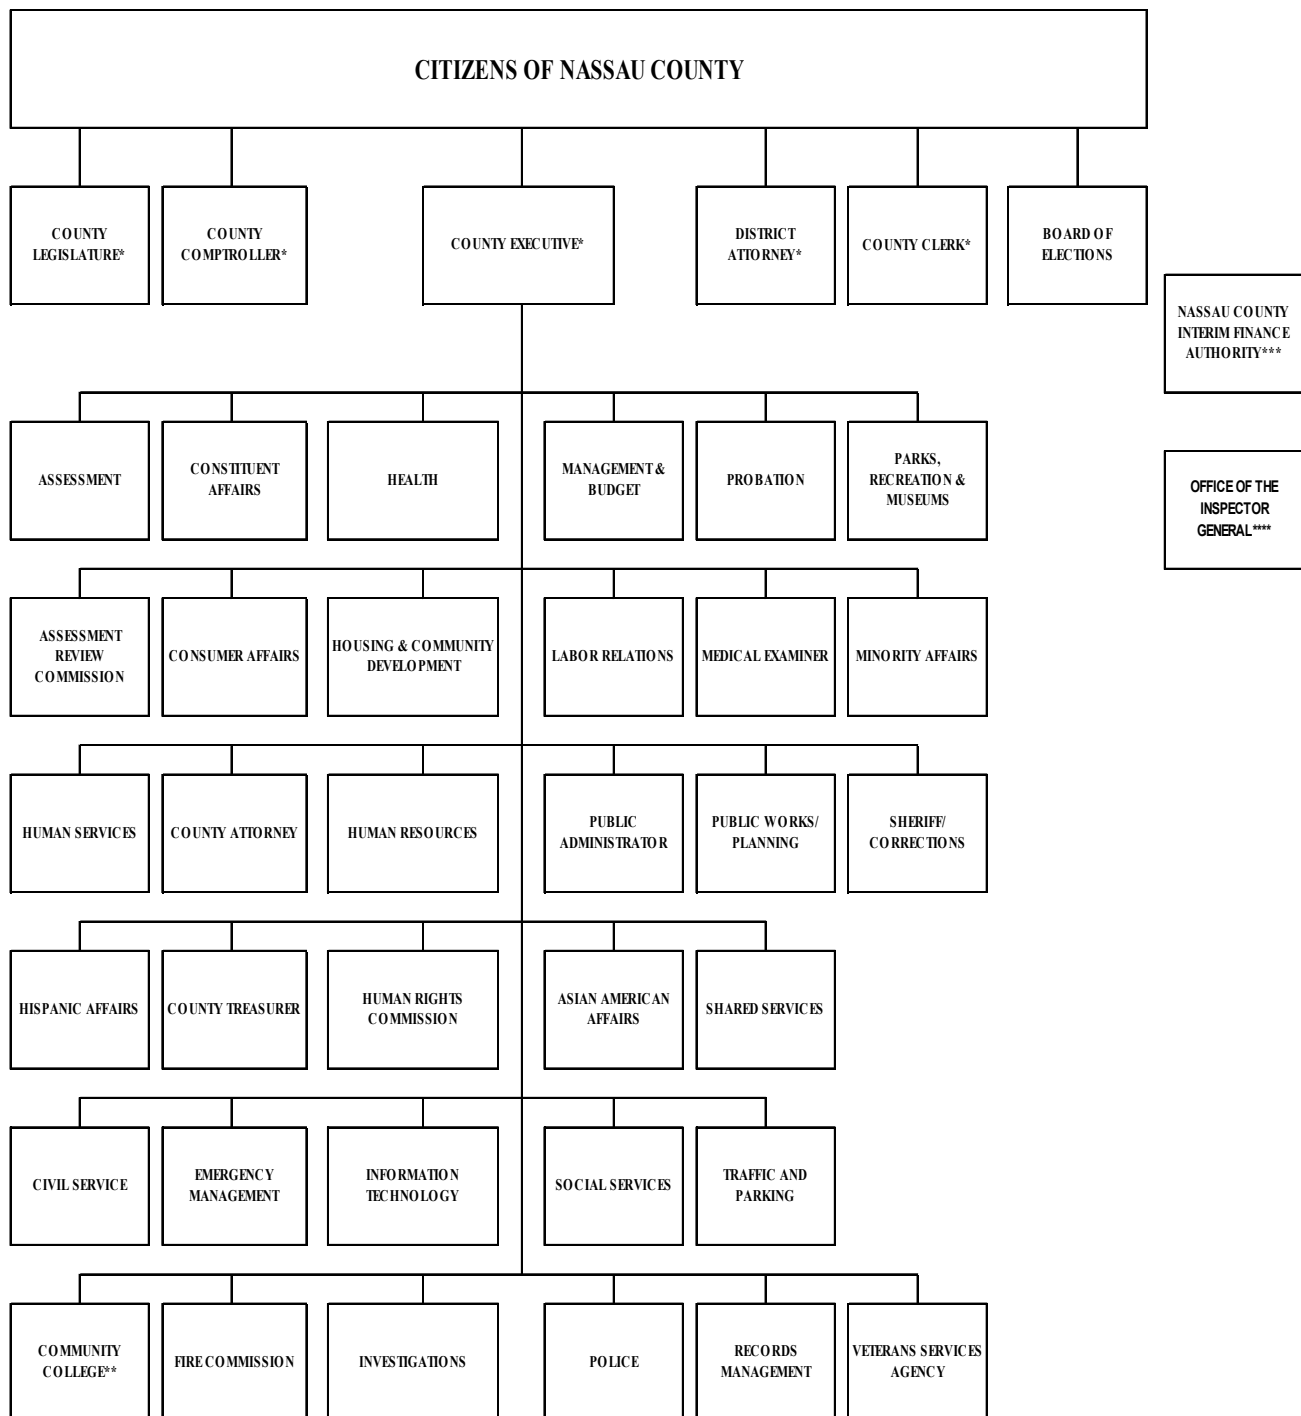 CITIZENS OF NASSAU COUNTY
COUNTY
LEGISLATURE*
COUNTY
COMPTROLLER*
COUNTY EXECUTIVE*
DISTRICT
ATTORNEY*
COUNTY CLERK*
BOARD OF
ELECTIONS
NASSAU COUNTY
INTERIM FINANCE
AUTHORITY***
ASSESSMENT
CONSTITUENT
AFFAIRS
HEALTH
MANAGEMENT &
BUDGET
PROBATION
PARKS,
RECREATION &
MUSEUMS
OFFICE OF THE
INSPECTOR
GENERAL****
ASSESSMENT
REVIEW
COMMISSION
CONSUMER AFFAIRS
HOUSING & COMMUNITY
DEVELOPMENT
LABOR RELATIONS
MEDICAL EXAMINER
MINORITY AFFAIRS
HUMAN SERVICES
COUNTY ATTORNEY
HUMAN RESOURCES
PUBLIC
ADMINISTRATOR
PUBLIC WORKS/
PLANNING
SHERIFF/
CORRECTIONS
HISPANIC AFFAIRS
COUNTY TREASURER
HUMAN RIGHTS
COMMISSION
ASIAN AMERICAN
AFFAIRS
SHARED SERVICES
CIVIL SERVICE
EMERGENCY
MANAGEMENT
INFORMATION
TECHNOLOGY
SOCIAL SERVICES
TRAFFIC AND
PARKING
COMMUNITY
COLLEGE**
FIRE COMMISSION
INVESTIGATIONS
POLICE
RECORDS
MANAGEMENT
VETERANS SERVICES
AGENCY